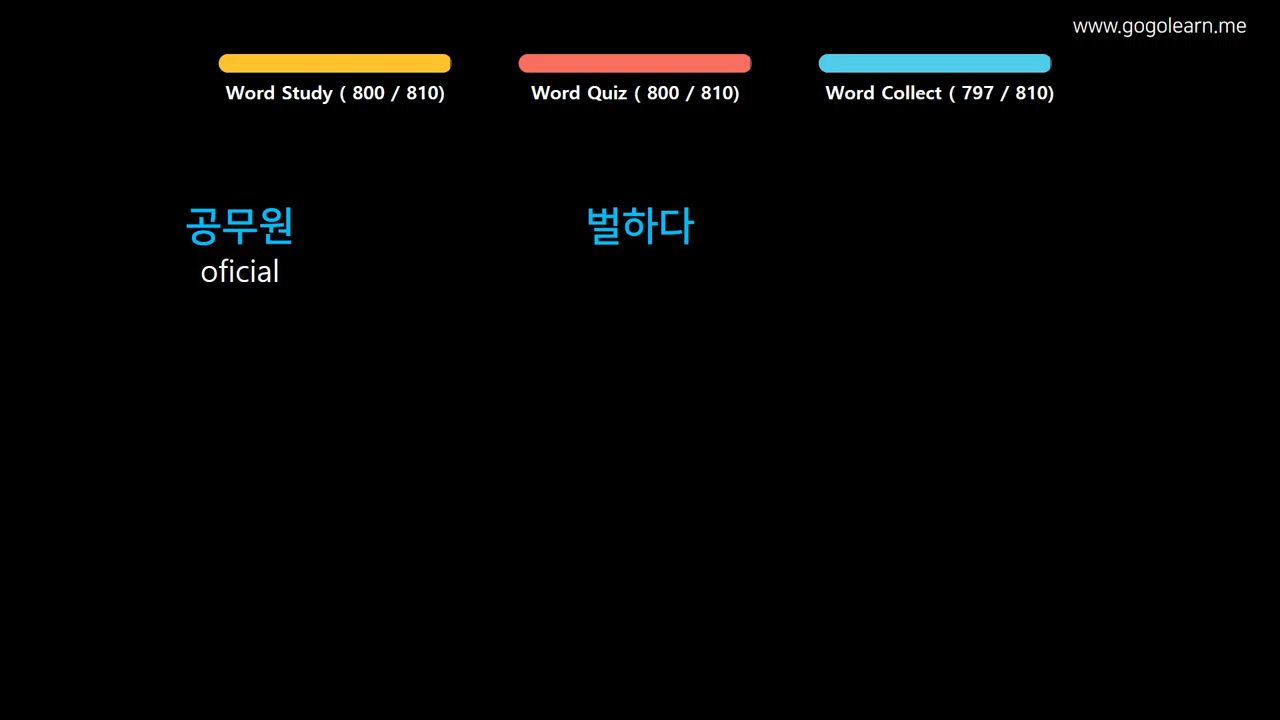 www.gogolearn.me
Word Study ( 800 / 810)
Word Quiz ( 800 / 810)
Word Collect ( 797 / 810)
공무원
oficial
벌하다